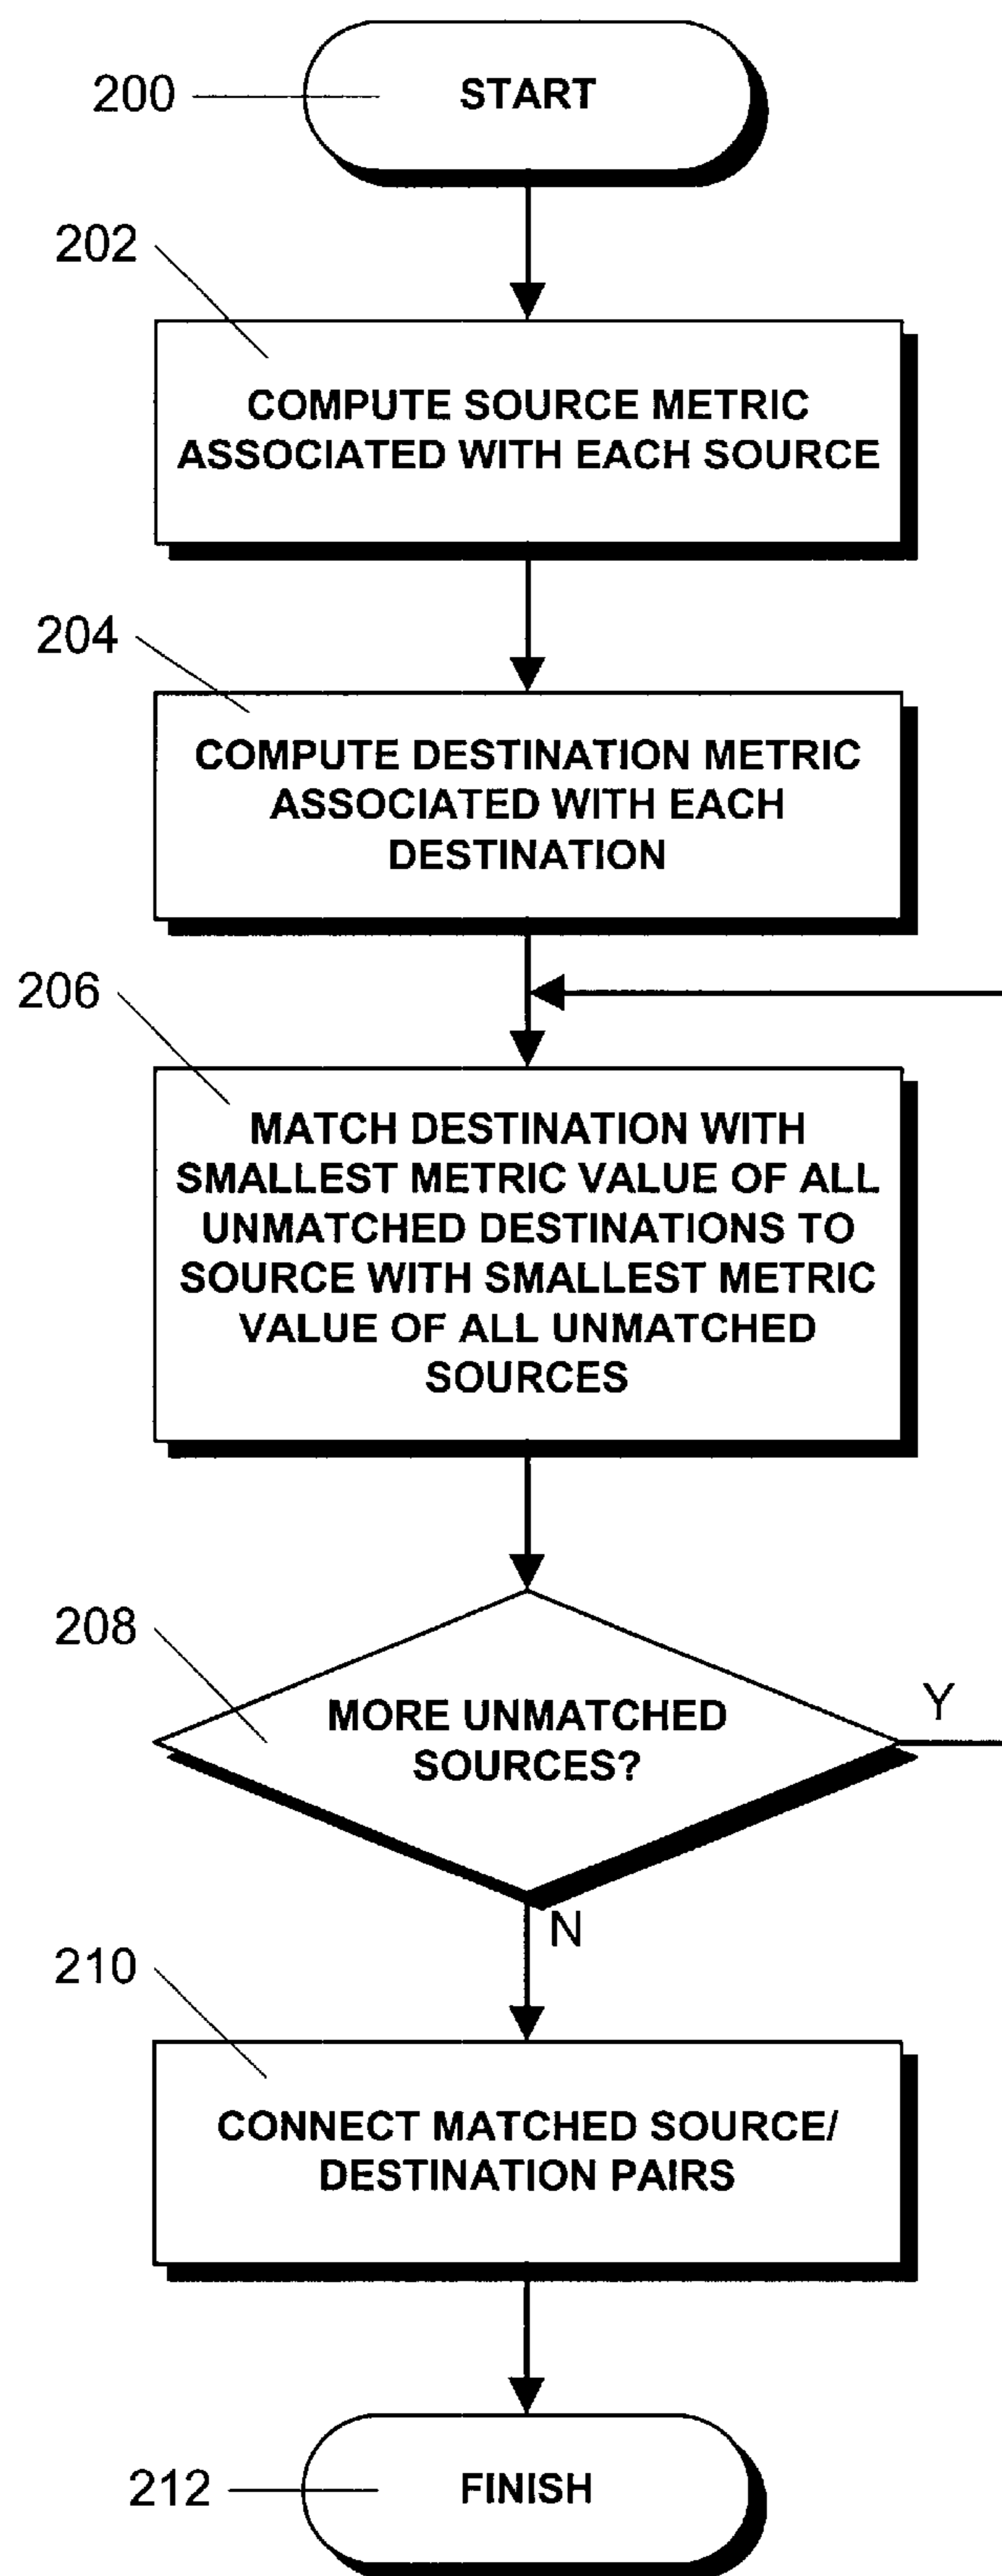 200
START
202
COMPUTE SOURCE METRIC
ASSOCIATED WITH EACH SOURCE
204
COMPUTE DESTINATION METRIC
ASSOCIATED WITH EACH
DESTINATION
206
MATCH DESTINATION WITH
SMALLEST METRIC VALUE OF ALL
UNMATCHED DESTINATIONS TO
SOURCE WITH SMALLEST METRIC
VALUE OF ALL UNMATCHED
SOURCES
208
MORE UNMATCHED
SOURCES?
Y
N
210
CONNECT MATCHED SOURCE/
DESTINATION PAIRS
212
FINISH